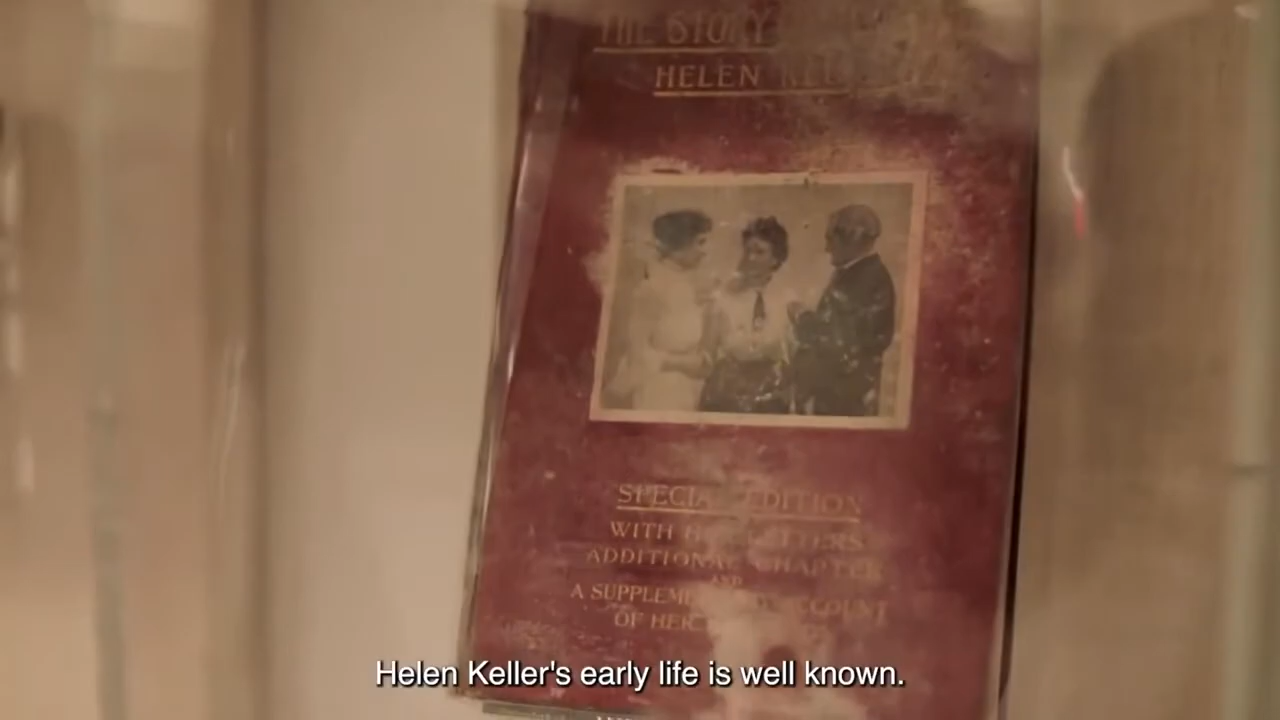 THE STORY
HELEN KELLER
SPECIAL EDITION
WITH HER LETTERS
ADDITIONAL CHAPTER
AND
A SUPPLEMENTARY ACCOUNT
OF HER
Helen Keller's early life is well known.